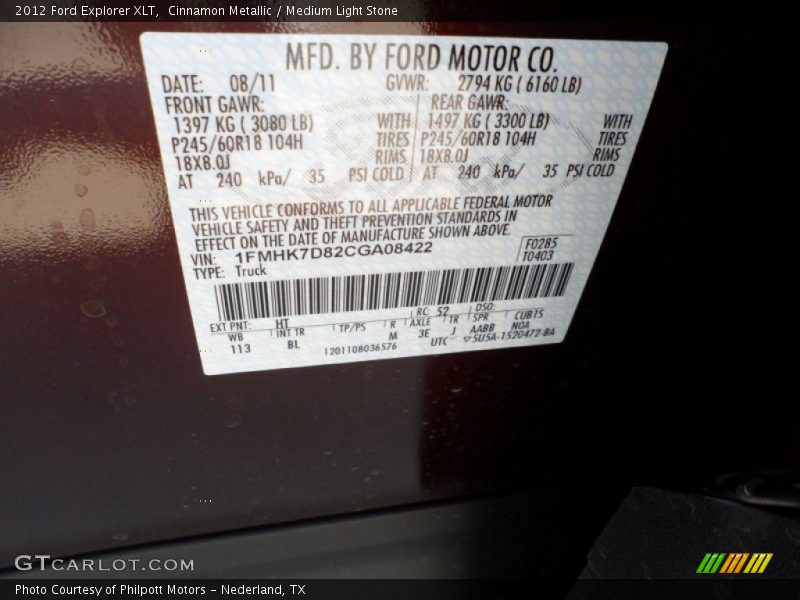 2012 Ford Explorer XLT, Cinnamon Metallic / Medium Light Stone
MFD. BY FORD MOTOR CO.
DATE: 08/11 GVWR: 2794 KG ( 6160 LB)
FRONT GAWR: REAR GAWR:
1397 KG ( 3080 LB) WITH 1497 KG ( 3300 LB) WITH
P245/60R18 104H TIRES P245/60R18 104H TIRES
18X8.0J RIMS 18X8.0J RIMS
AT 240 kPa/ 35 PSI COLD AT 240 kPa/ 35 PSI COLD
THIS VEHICLE CONFORMS TO ALL APPLICABLE FEDERAL MOTOR
VEHICLE SAFETY AND THEFT PREVENTION STANDARDS IN
EFFECT ON THE DATE OF MANUFACTURE SHOWN ABOVE.
VIN: 1FMHK7D82CGA08422 F0285
TYPE: Truck T0403
EXT PNT: HT RC: 52 DSO:
WB INT TR TP/PS R AXLE TR SPR CUBTS
113 BL M 3E J AABB NOA
1201108036576 UTC ▽5U5A-1520472-BA
GTCARLOT.COM
Photo Courtesy of Philpott Motors - Nederland, TX